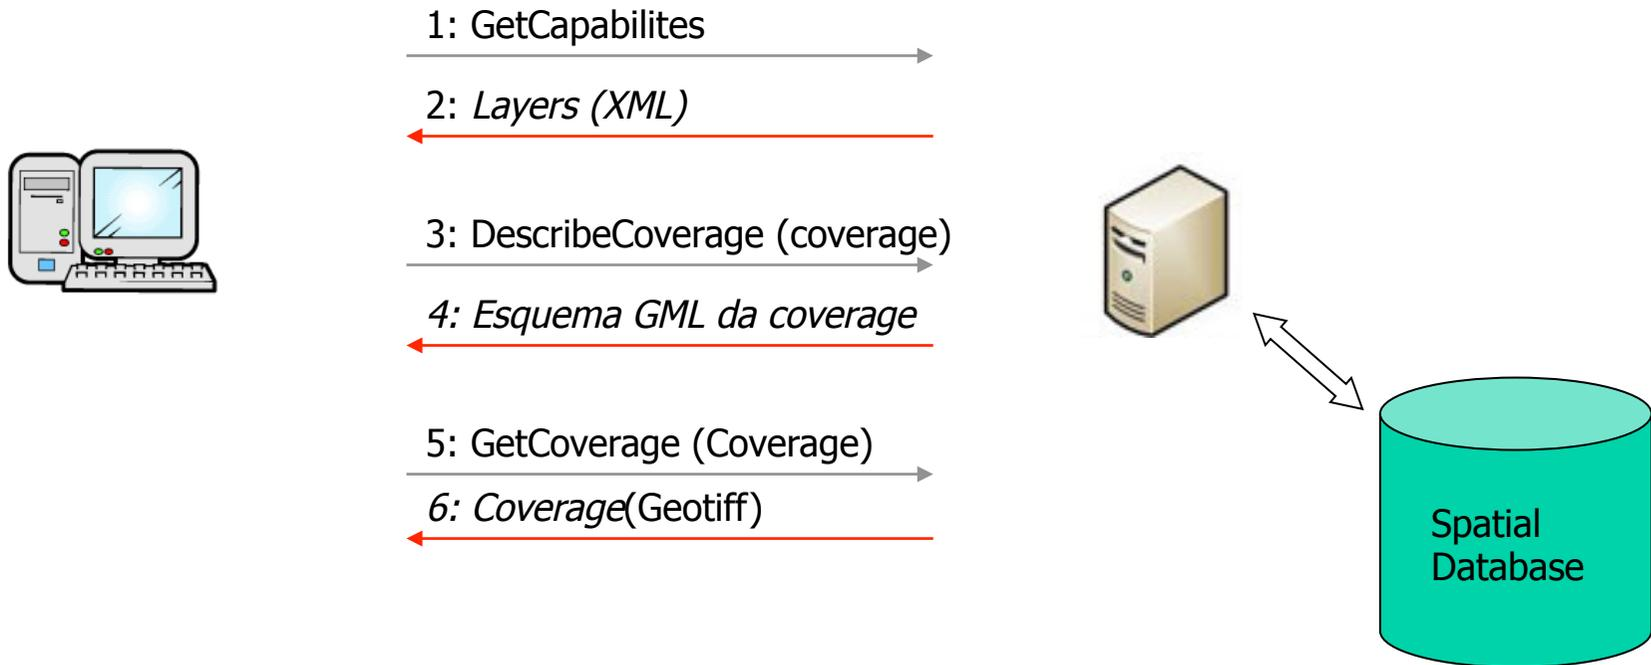 1: GetCapabilites
2: Layers (XML)
3: DescribeCoverage (coverage)
4: Esquema GML da coverage
5: GetCoverage (Coverage)
6: Coverage(Geotiff)
Spatial
Database